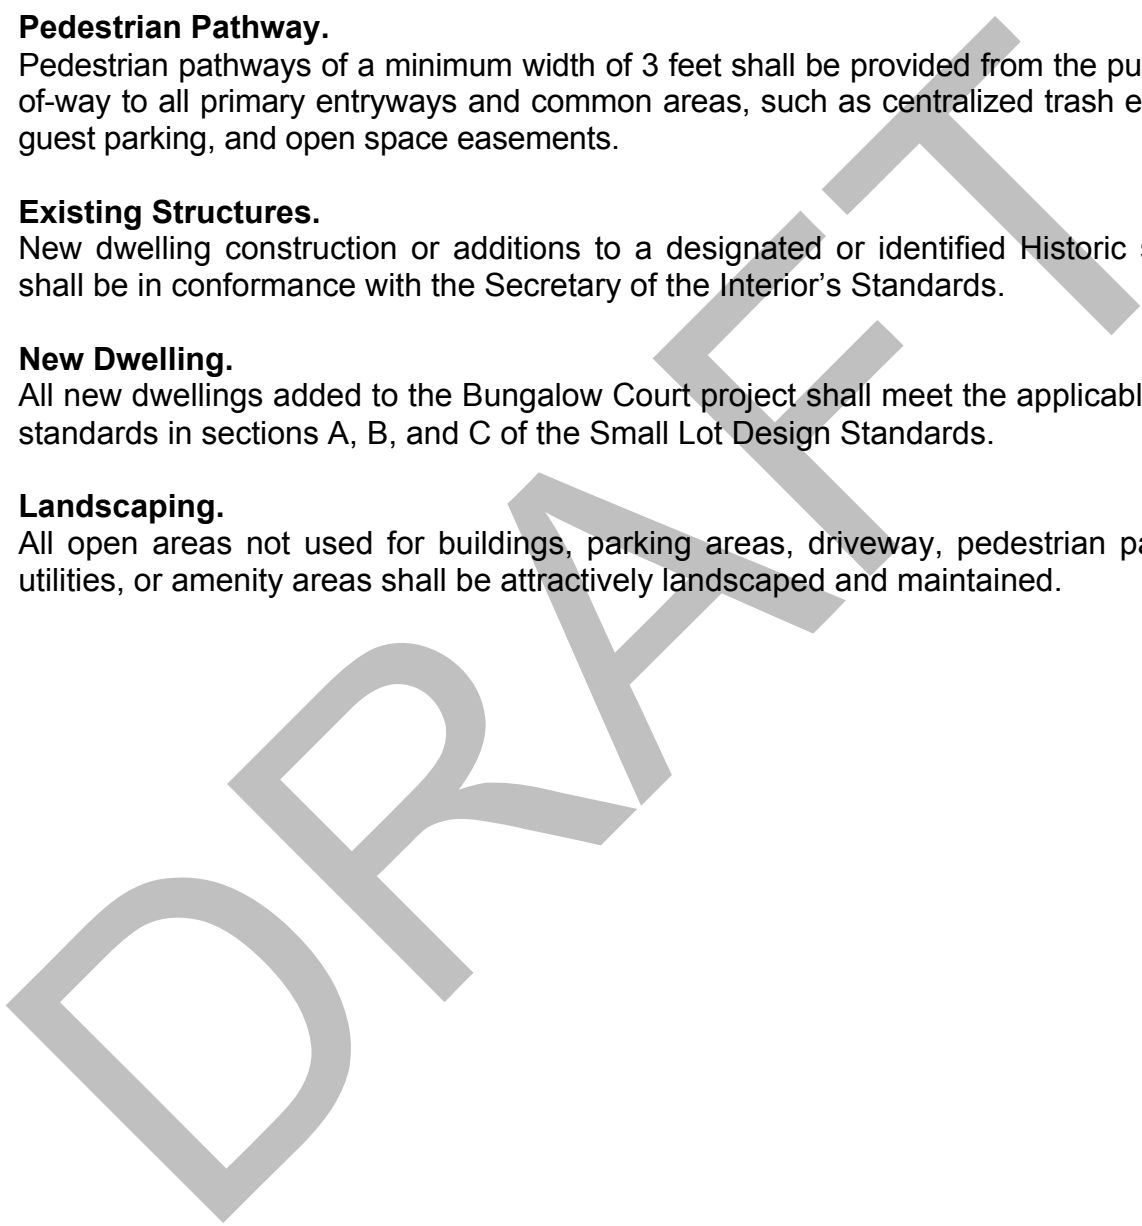 Pedestrian Pathway.
Pedestrian pathways of a minimum width of 3 feet shall be provided from the pu
of-way to all primary entryways and common areas, such as centralized trash e
guest parking, and open space easements.
Existing Structures.
New dwelling construction or additions to a designated or identified Historic s
shall be in conformance with the Secretary of the Interior’s Standards.
New Dwelling.
All new dwellings added to the Bungalow Court project shall meet the applicabl
standards in sections A, B, and C of the Small Lot Design Standards.
Landscaping.
All open areas not used for buildings, parking areas, driveway, pedestrian pa
utilities, or amenity areas shall be attractively landscaped and maintained.
DRAFT